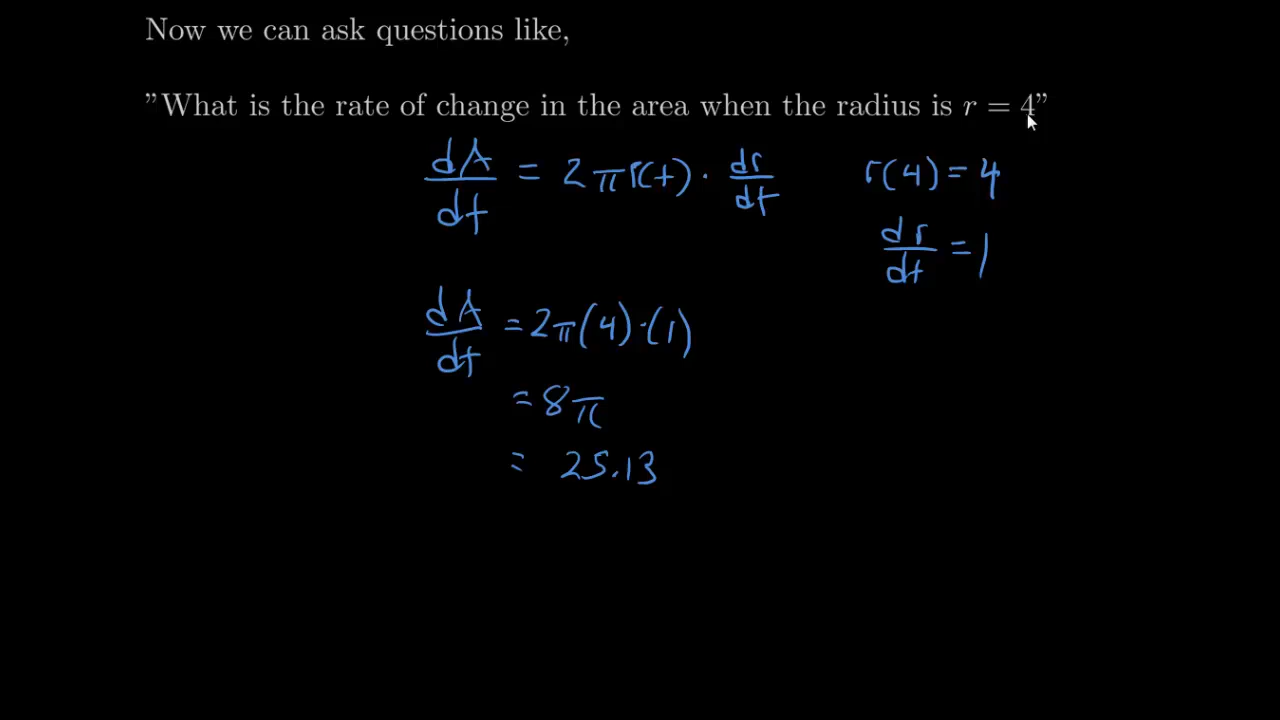 Now we can ask questions like,
”What is the rate of change in the area when the radius is r = 4”
dA/dt = 2πr(t) · dr/dt
r(4) = 4
dr/dt = 1
dA/dt = 2π(4)·(1)
= 8π
= 25.13